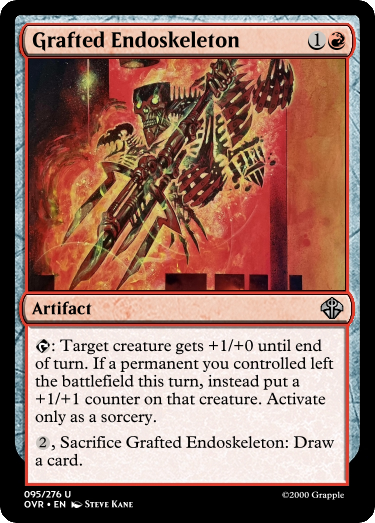 Grafted Endoskeleton 1
Artifact
: Target creature gets +1/+0 until end
of turn. If a permanent you controlled left
the battlefield this turn, instead put a
+1/+1 counter on that creature. Activate
only as a sorcery.
2, Sacrifice Grafted Endoskeleton: Draw
a card.
095/276 U
OVR • EN Steve Kane
©2000 Grapple